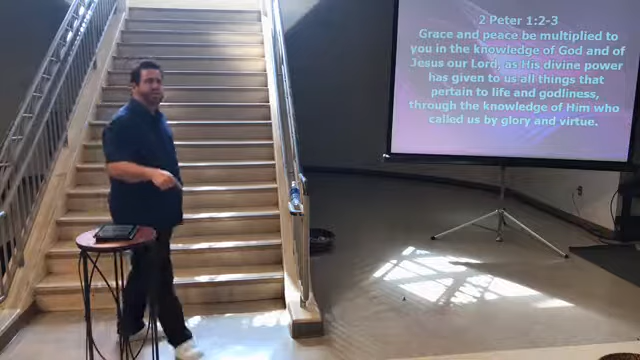 2 Peter 1:2-3
Grace and peace be multiplied to
you in the knowledge of God and of
Jesus our Lord, as His divine power
has given to us all things that
pertain to life and godliness,
through the knowledge of Him who
called us by glory and virtue.